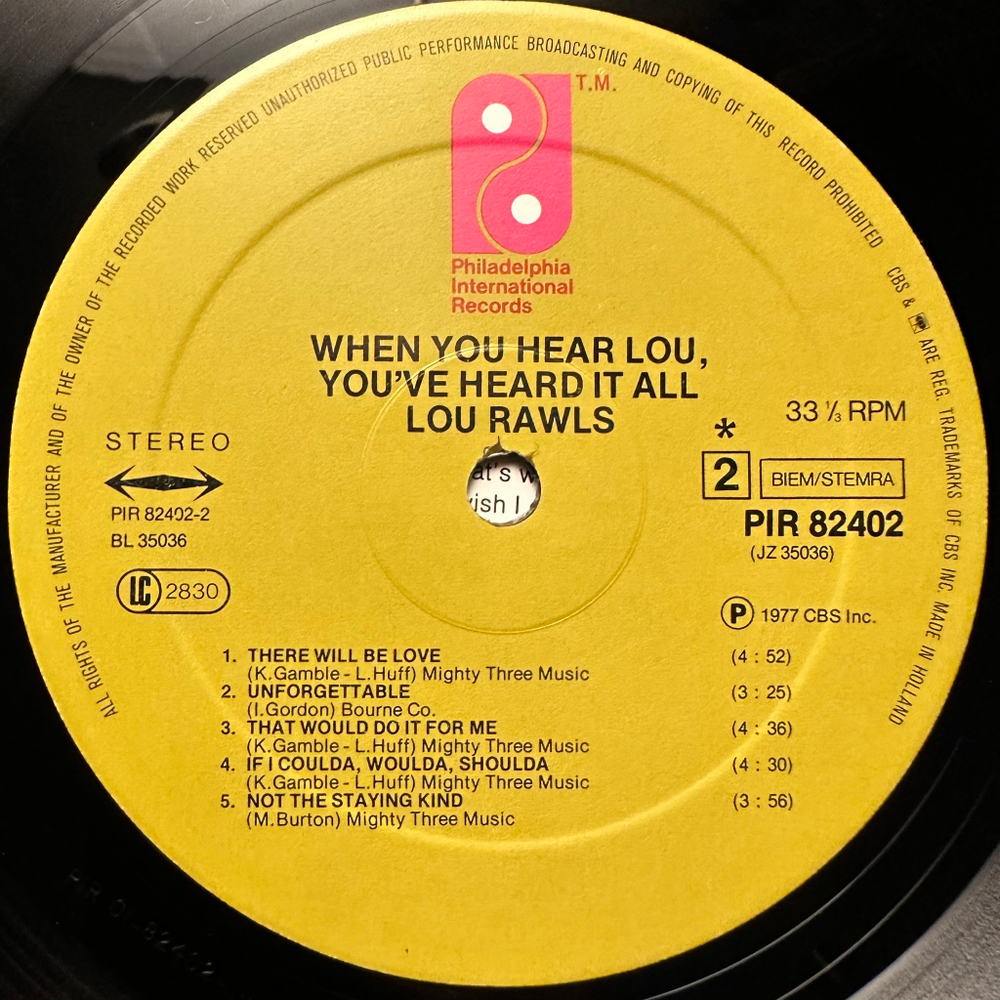 ALL RIGHTS OF THE MANUFACTURER AND OF THE OWNER OF THE RECORDED WORK RESERVED UNAUTHORIZED PUBLIC PERFORMANCE BROADCASTING AND COPYING OF THIS RECORD PROHIBITED
CBS & ARE REG. TRADEMARKS OF CBS INC. MADE IN HOLLAND
T.M.
Philadelphia
International
Records
WHEN YOU HEAR LOU,
YOU'VE HEARD IT ALL
LOU RAWLS
STEREO
PIR 82402-2
BL 35036
LC 2830
33 ⅓ RPM
*
2 BIEM/STEMRA
PIR 82402
(JZ 35036)
Ⓟ 1977 CBS Inc.
at's w
ish I
1. THERE WILL BE LOVE (4 : 52)
(K.Gamble - L.Huff) Mighty Three Music
2. UNFORGETTABLE (3 : 25)
(I.Gordon) Bourne Co.
3. THAT WOULD DO IT FOR ME (4 : 36)
(K.Gamble - L.Huff) Mighty Three Music
4. IF I COULDA, WOULDA, SHOULDA (4 : 30)
(K.Gamble - L.Huff) Mighty Three Music
5. NOT THE STAYING KIND (3 : 56)
(M.Burton) Mighty Three Music